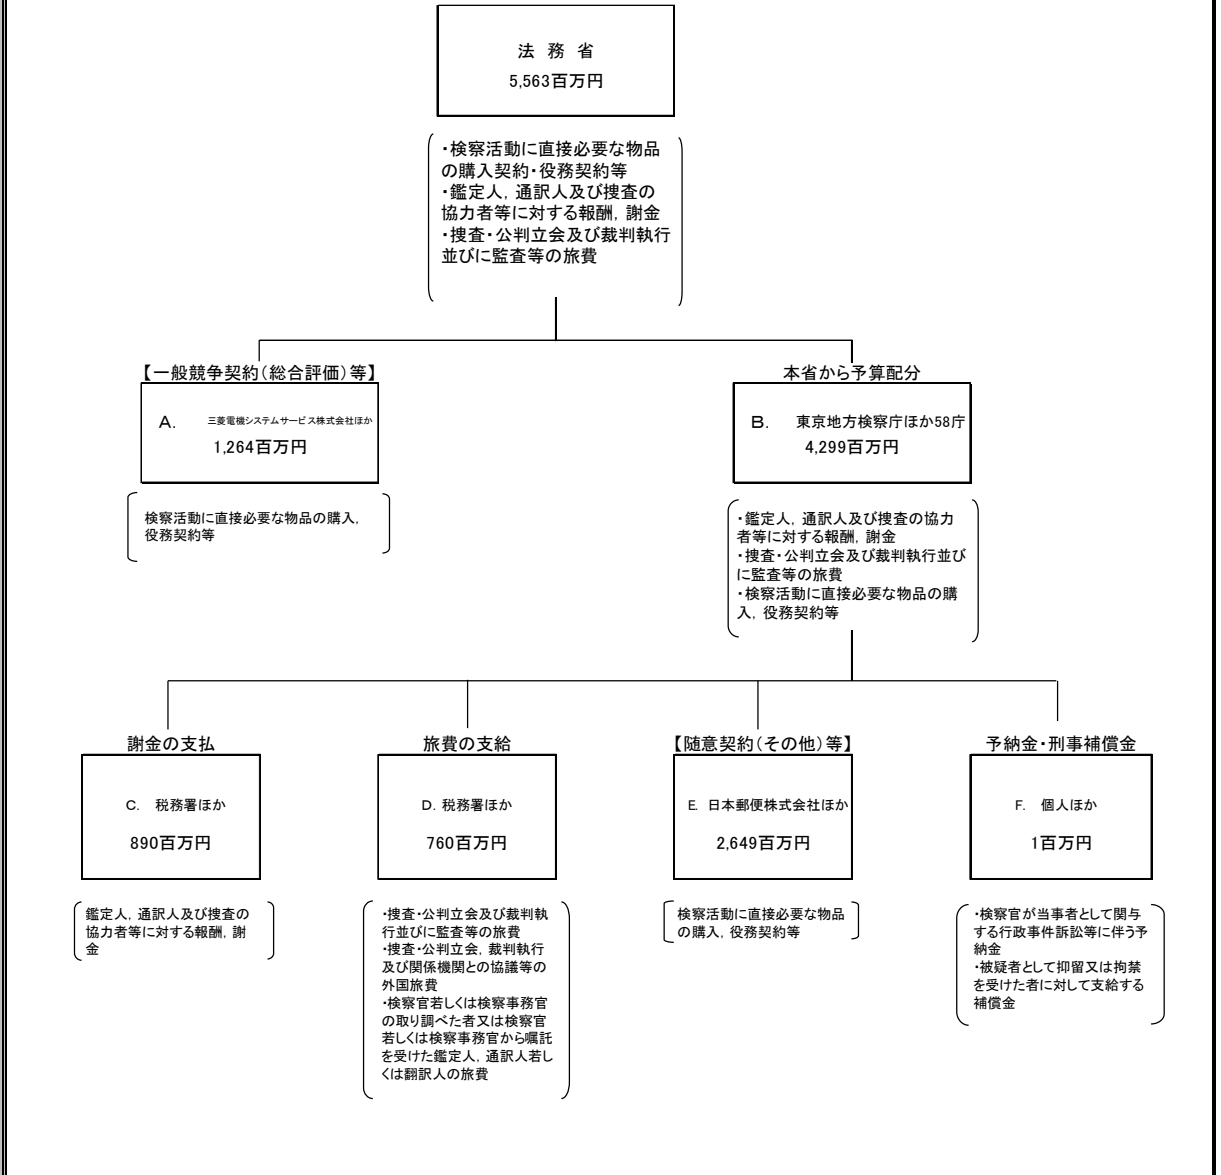 法 務 省
5,563百万円
・検察活動に直接必要な物品
の購入契約・役務契約等
・鑑定人，通訳人及び捜査の
協力者等に対する報酬，謝金
・捜査・公判立会及び裁判執行
並びに監査等の旅費
【一般競争契約（総合評価）等】
A. 三菱電機システムサービス株式会社ほか
1,264百万円
検察活動に直接必要な物品の購入，
役務契約等
本省から予算配分
B. 東京地方検察庁ほか58庁
4,299百万円
・鑑定人，通訳人及び捜査の協力
者等に対する報酬，謝金
・捜査・公判立会及び裁判執行並び
に監査等の旅費
・検察活動に直接必要な物品の購
入，役務契約等
謝金の支払
C. 税務署ほか
890百万円
鑑定人，通訳人及び捜査の
協力者等に対する報酬，謝
金
旅費の支給
D. 税務署ほか
760百万円
・捜査・公判立会及び裁判執
行並びに監査等の旅費
・捜査・公判立会，裁判執行
及び関係機関との協議等の
外国旅費
・検察官若しくは検察事務官
の取り調べた者又は検察官
若しくは検察事務官から嘱託
を受けた鑑定人，通訳人若し
くは翻訳人の旅費
【随意契約（その他）等】
E. 日本郵便株式会社ほか
2,649百万円
検察活動に直接必要な物品
の購入，役務契約等
予納金・刑事補償金
F. 個人ほか
1百万円
・検察官が当事者として関与
する行政事件訴訟等に伴う予
納金
・被疑者として抑留又は拘禁
を受けた者に対して支給する
補償金